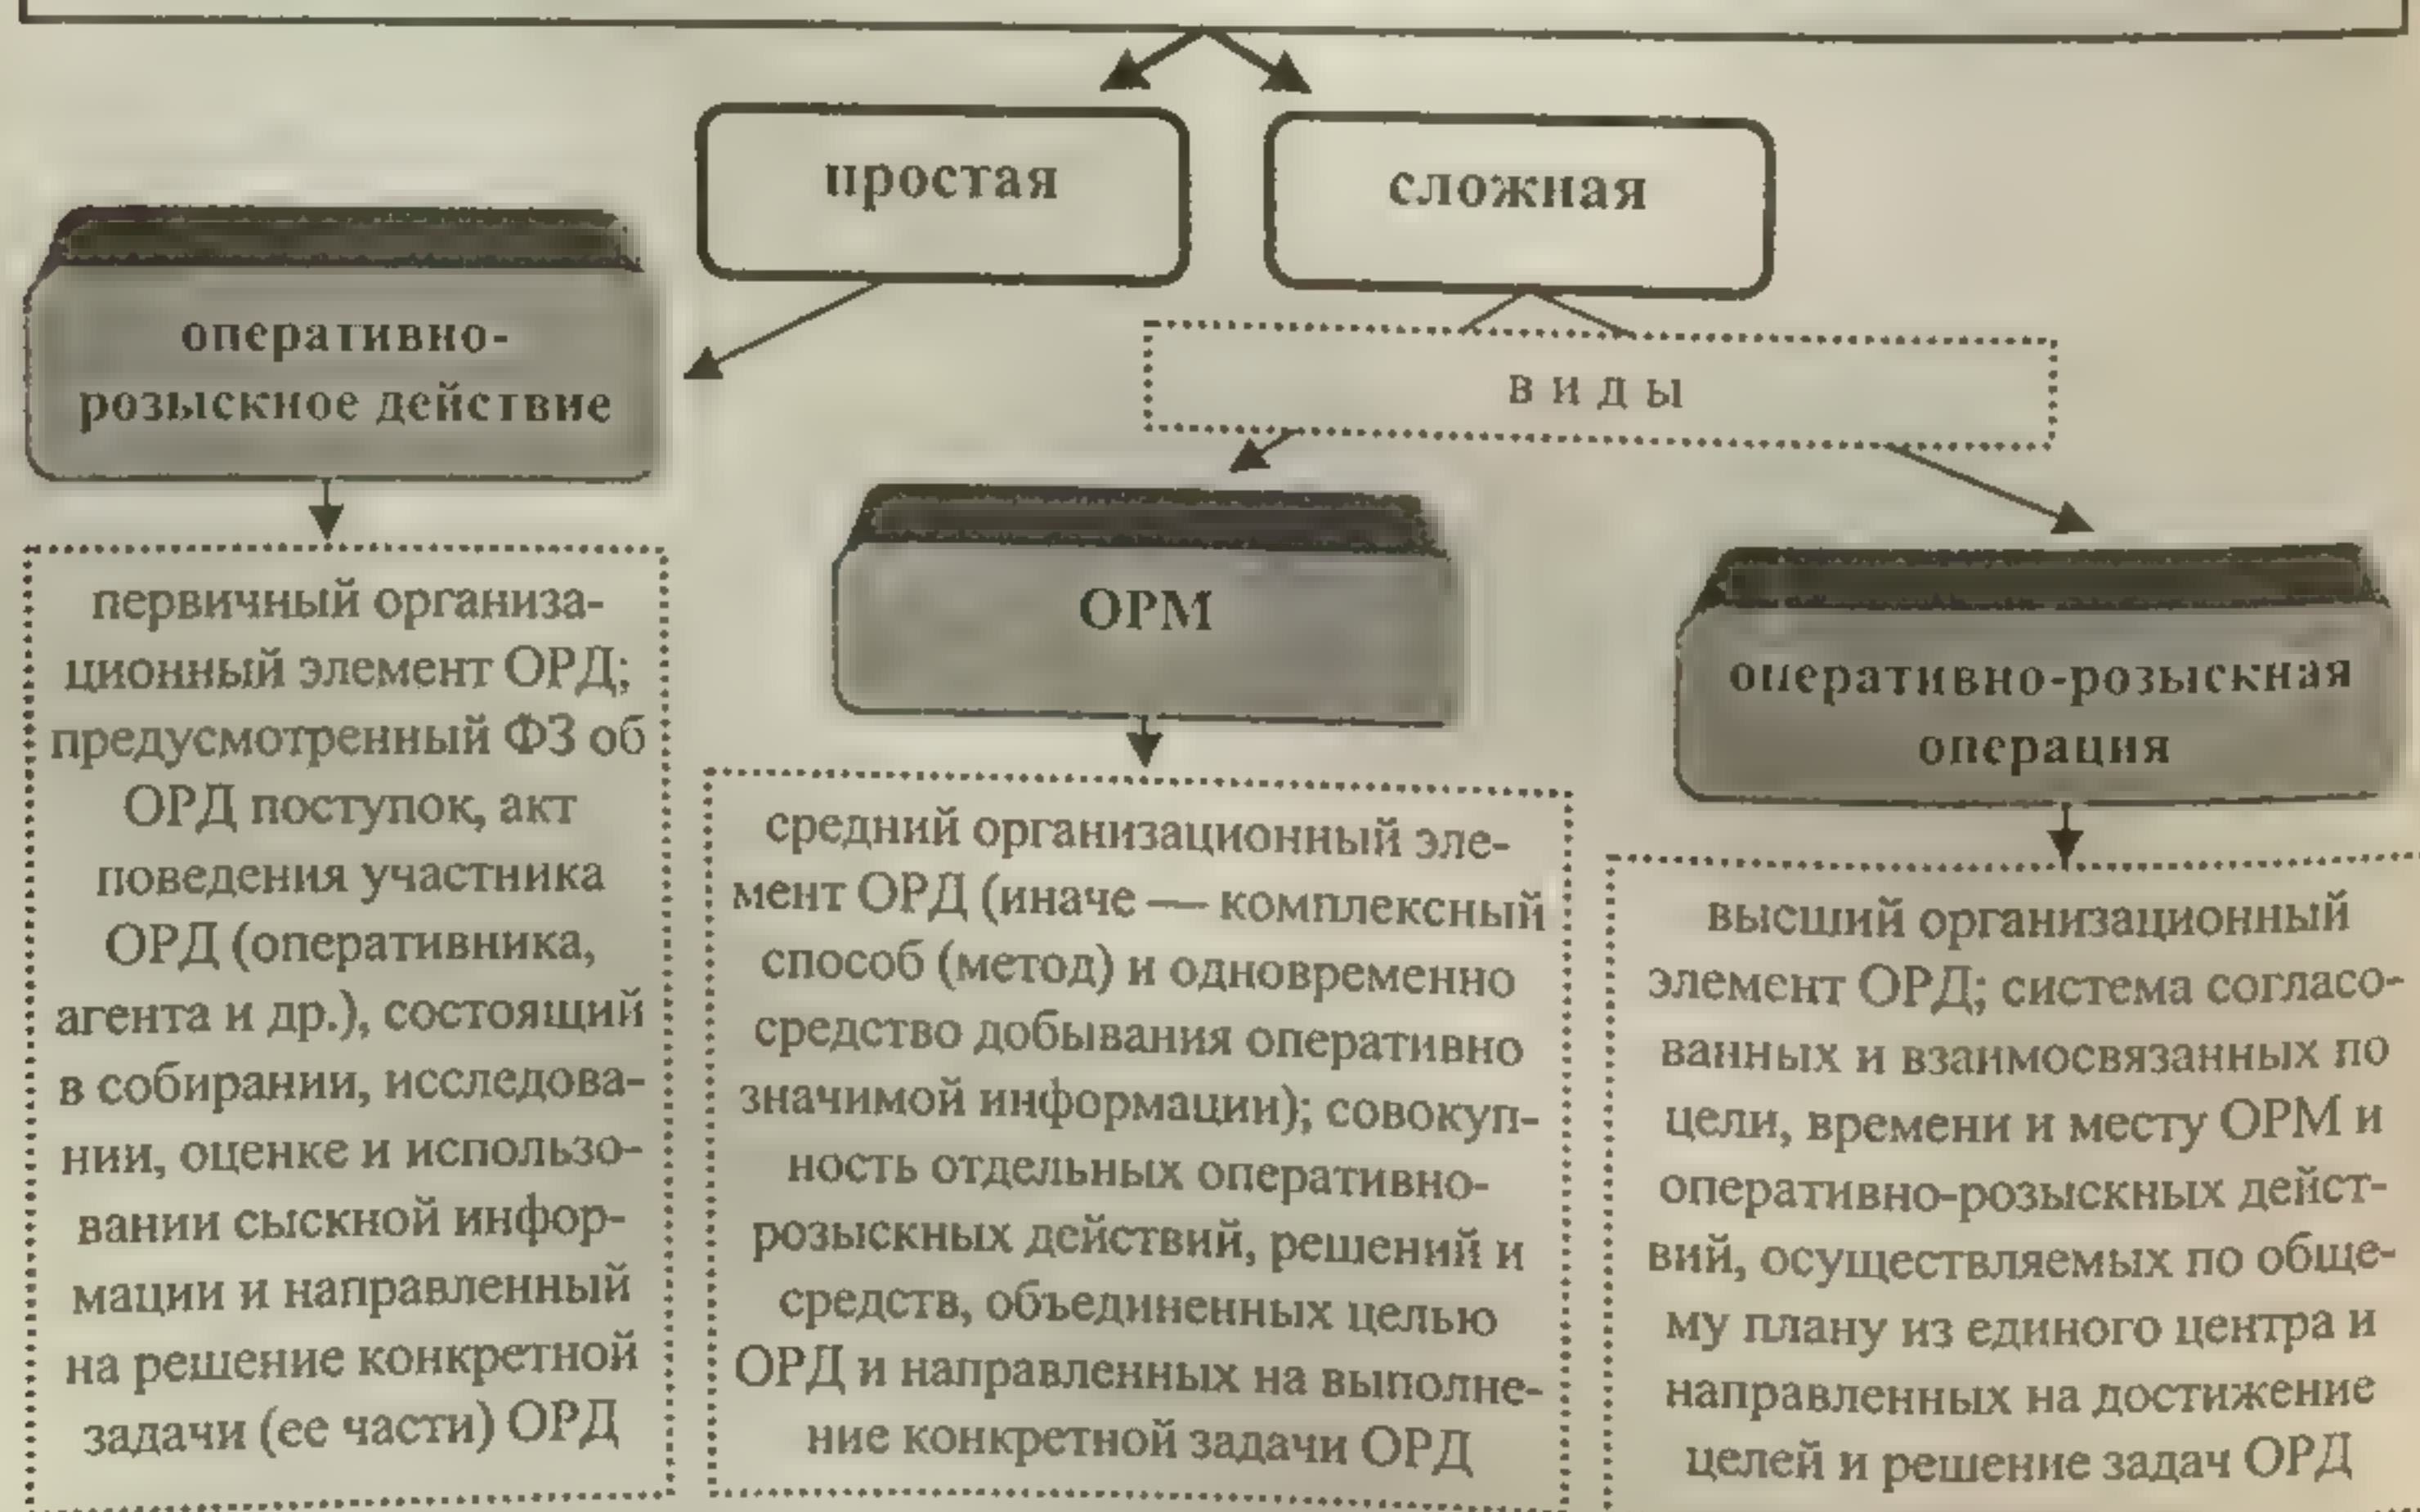 простая
сложная
оперативно-
розыскное действие
виды
ОРМ
оперативно-розыскная
операция
первичный организа-
ционный элемент ОРД;
предусмотренный ФЗ об
ОРД поступок, акт
поведения участника
ОРД (оперативника,
агента и др.), состоящий
в собирании, исследова-
нии, оценке и использо-
вании сыскной инфор-
мации и направленный
на решение конкретной
задачи (ее части) ОРД
средний организационный эле-
мент ОРД (иначе — комплексный
способ (метод) и одновременно
средство добывания оперативно
значимой информации); совокуп-
ность отдельных оперативно-
розыскных действий, решений и
средств, объединенных целью
ОРД и направленных на выполне-
ние конкретной задачи ОРД
высший организационный
элемент ОРД; система согласо-
ванных и взаимосвязанных по
цели, времени и месту ОРМ и
оперативно-розыскных дейст-
вий, осуществляемых по обще-
му плану из единого центра и
направленных на достижение
целей и решение задач ОРД